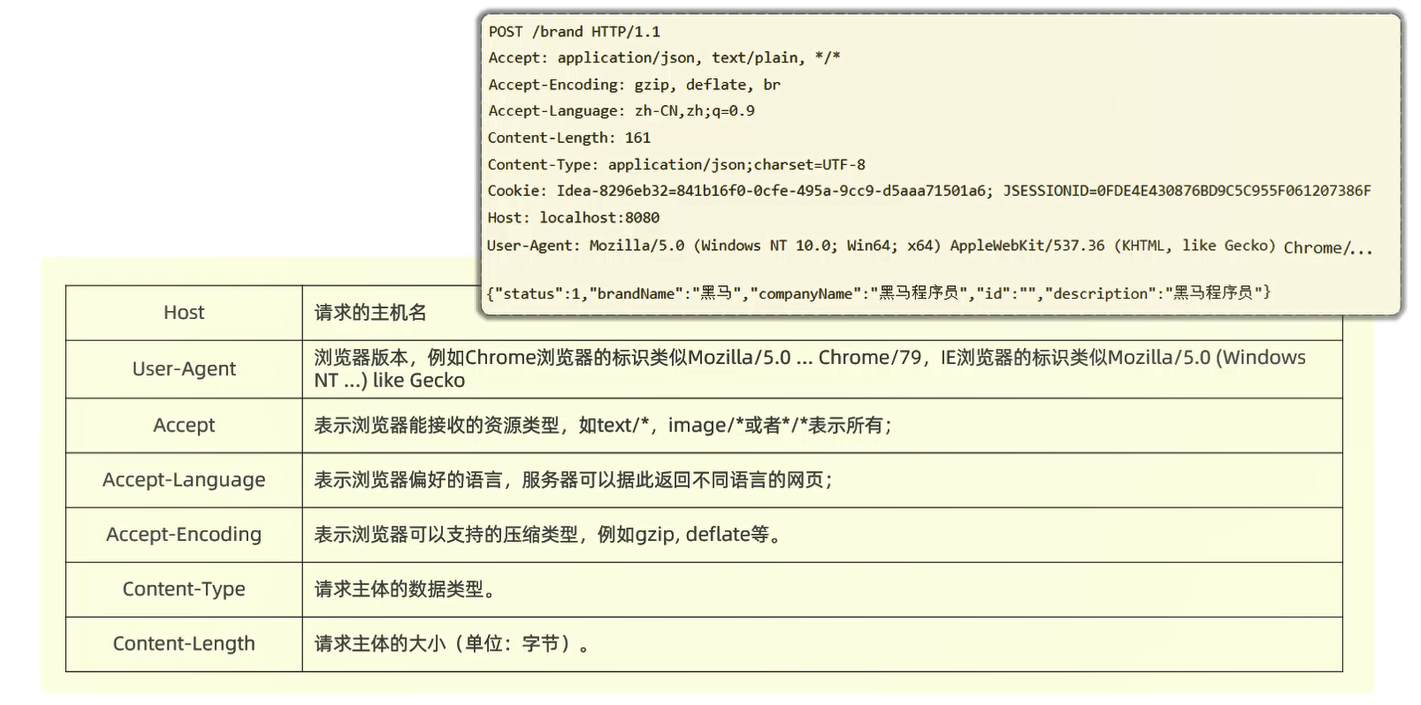 POST /brand HTTP/1.1
Accept: application/json, text/plain, */*
Accept-Encoding: gzip, deflate, br
Accept-Language: zh-CN,zh;q=0.9
Content-Length: 161
Content-Type: application/json;charset=UTF-8
Cookie: Idea-8296eb32=841b16f0-0cfe-495a-9cc9-d5aaa71501a6; JSESSIONID=0FDE4E430876BD9C5C955F061207386F
Host: localhost:8080
User-Agent: Mozilla/5.0 (Windows NT 10.0; Win64; x64) AppleWebKit/537.36 (KHTML, like Gecko) Chrome/...
{"status":1,"brandName":"黑马","companyName":"黑马程序员","id":"","description":"黑马程序员"}
Host 请求的主机名
User-Agent 浏览器版本，例如Chrome浏览器的标识类似Mozilla/5.0 ... Chrome/79，IE浏览器的标识类似Mozilla/5.0 (Windows
NT ...) like Gecko
Accept 表示浏览器能接收的资源类型，如text/*，image/*或者*/*表示所有；
Accept-Language 表示浏览器偏好的语言，服务器可以据此返回不同语言的网页；
Accept-Encoding 表示浏览器可以支持的压缩类型，例如gzip, deflate等。
Content-Type 请求主体的数据类型。
Content-Length 请求主体的大小（单位：字节）。